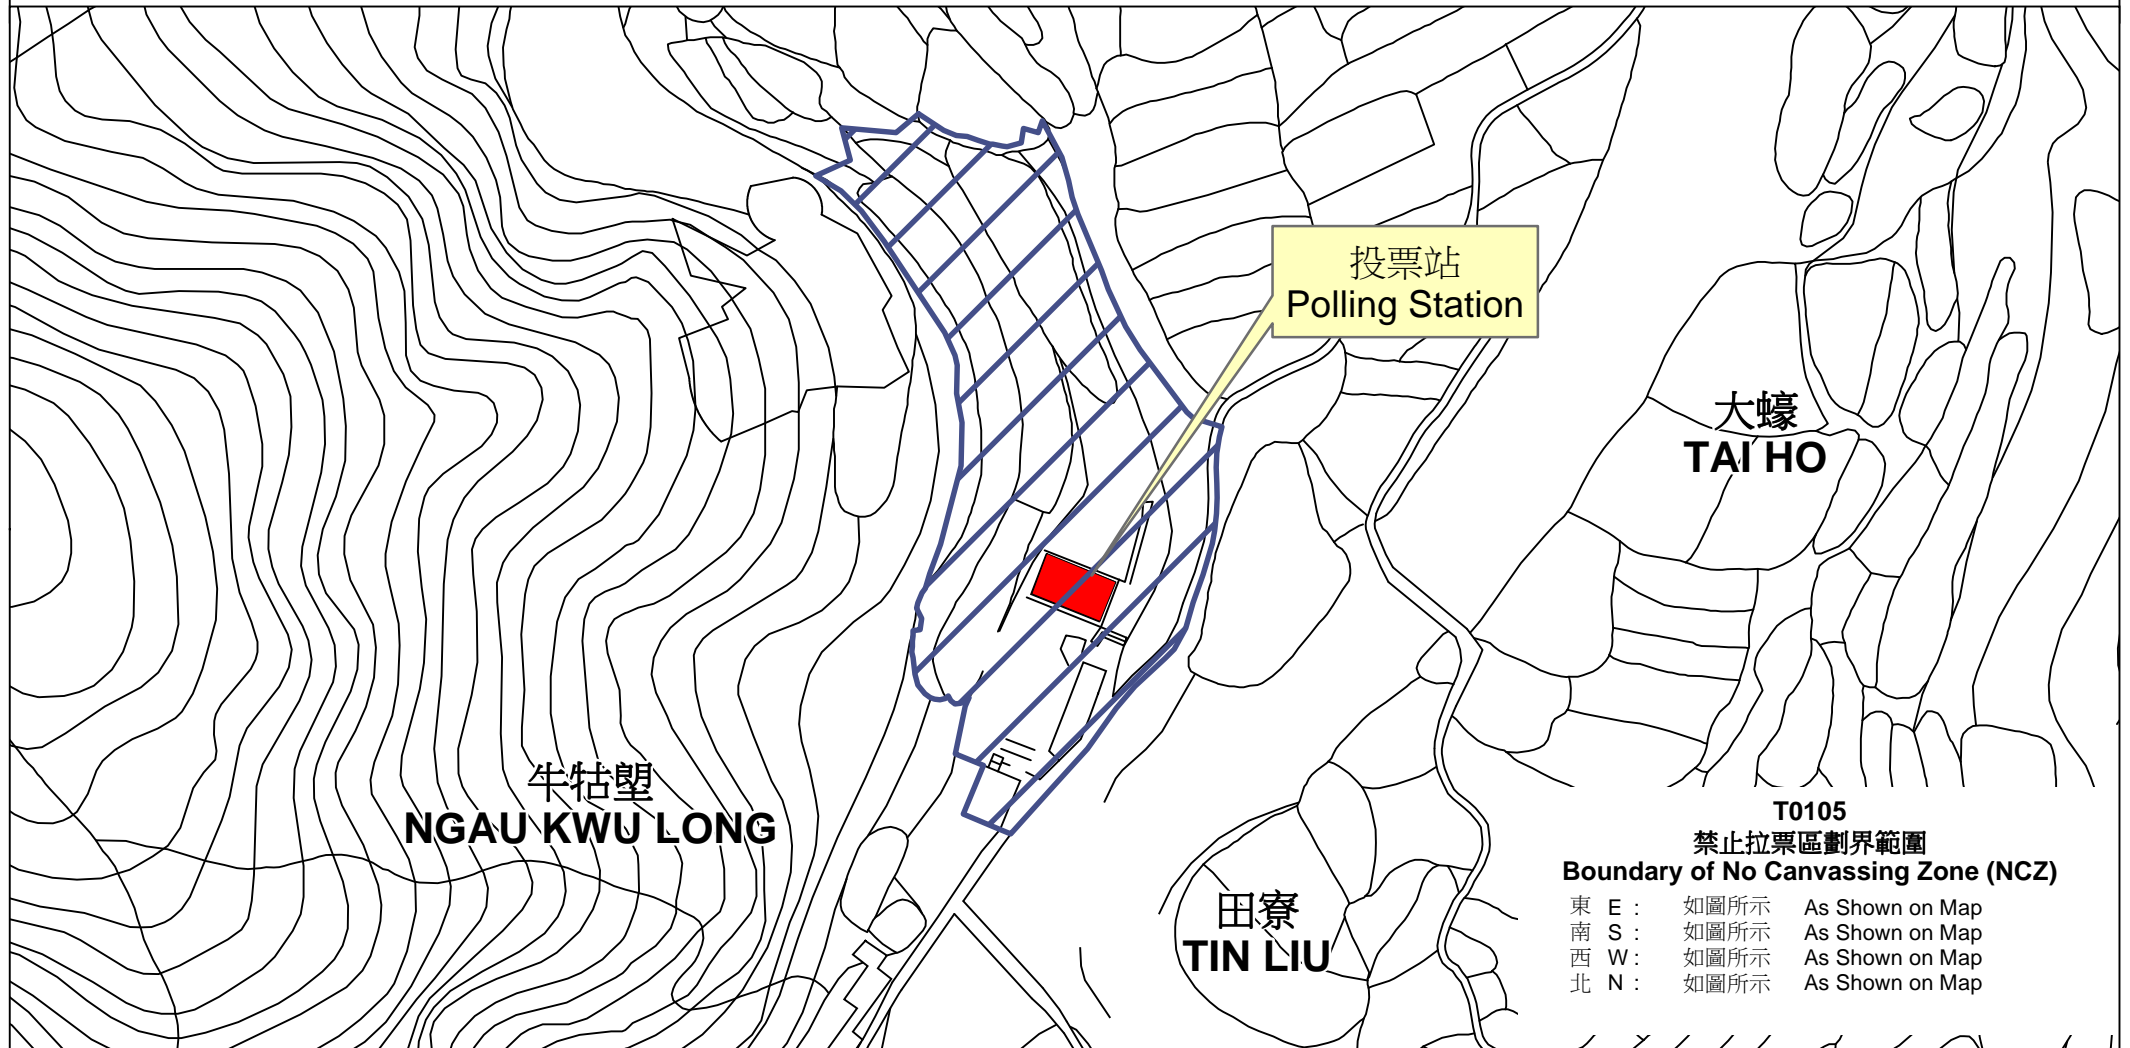 投票站
Polling Station
大蠔
TAI HO
牛牯塱
NGAU KWU LONG
田寮
TIN LIU
T0105
禁止拉票區劃界範圍
Boundary of No Canvassing Zone (NCZ)
東 E : 如圖所示 As Shown on Map
南 S : 如圖所示 As Shown on Map
西 W : 如圖所示 As Shown on Map
北 N : 如圖所示 As Shown on Map